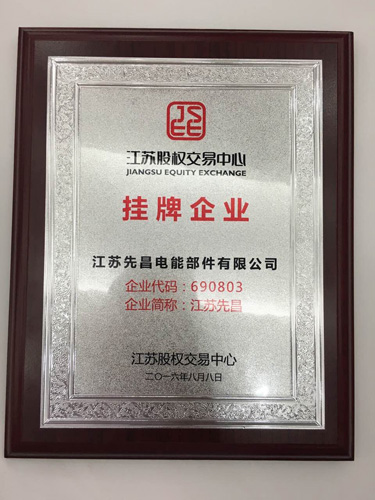 JS
EE
江苏股权交易中心
JIANGSU EQUITY EXCHANGE
挂牌企业
江苏先昌电能部件有限公司
企业代码：690803
企业简称：江苏先昌
江苏股权交易中心
二〇一六年八月八日